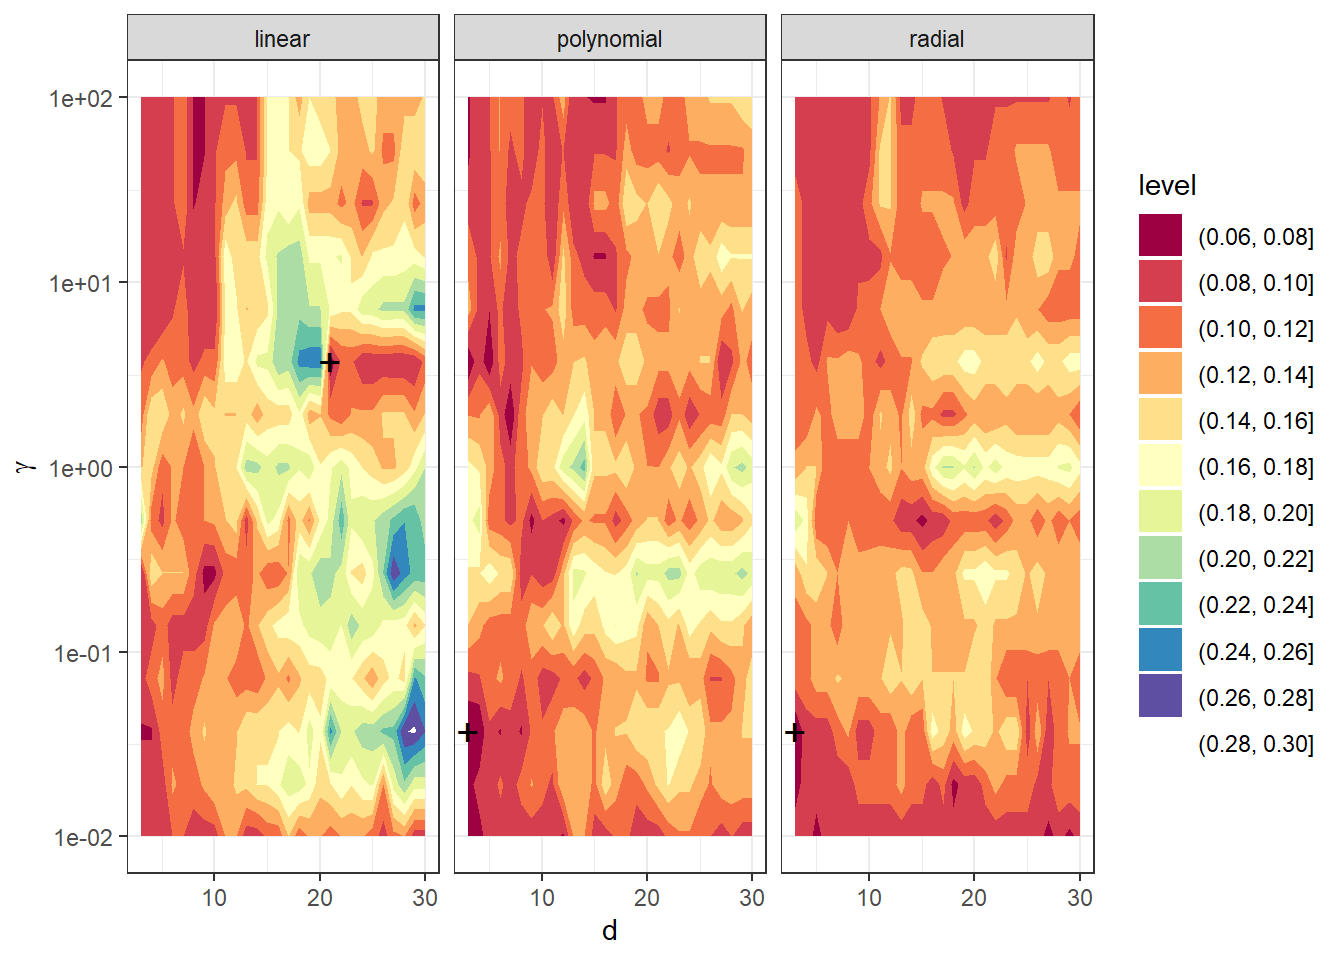 linear
polynomial
radial
1e+02
1e+01
1e+00
1e-01
1e-02
γ
10
20
30
10
20
30
10
20
30
d
level
(0.06, 0.08]
(0.08, 0.10]
(0.10, 0.12]
(0.12, 0.14]
(0.14, 0.16]
(0.16, 0.18]
(0.18, 0.20]
(0.20, 0.22]
(0.22, 0.24]
(0.24, 0.26]
(0.26, 0.28]
(0.28, 0.30]